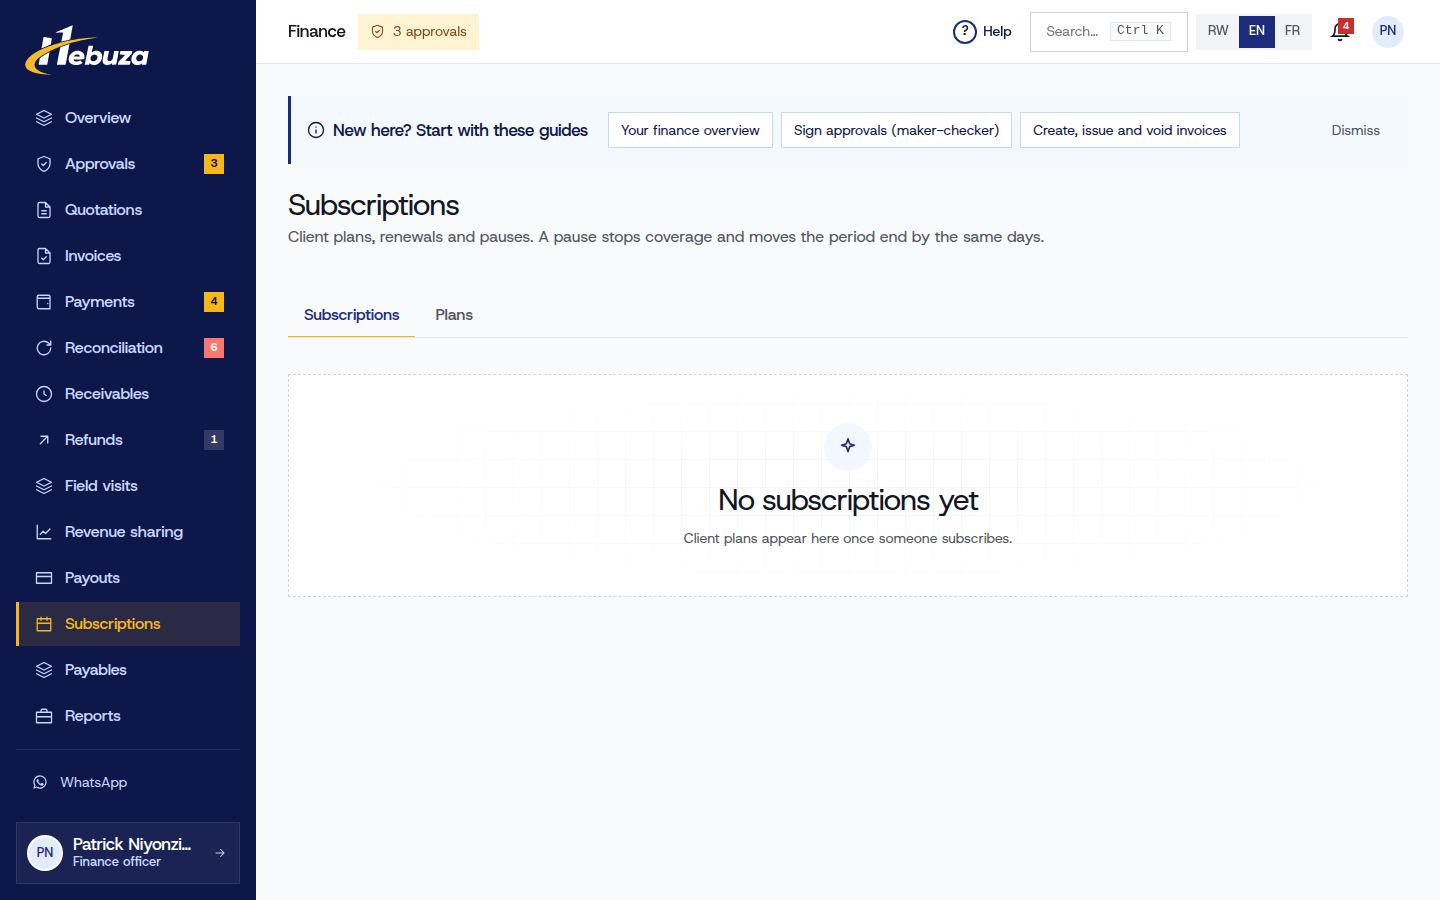 Hebuza
Overview
Approvals 3
Quotations
Invoices
Payments 4
Reconciliation 6
Receivables
Refunds 1
Field visits
Revenue sharing
Payouts
Subscriptions
Payables
Reports
WhatsApp
PN Patrick Niyonzi...
Finance officer
Finance 3 approvals ? Help Search... Ctrl K RW EN FR 4 PN
New here? Start with these guides Your finance overview Sign approvals (maker-checker) Create, issue and void invoices Dismiss
Subscriptions
Client plans, renewals and pauses. A pause stops coverage and moves the period end by the same days.
Subscriptions Plans
No subscriptions yet
Client plans appear here once someone subscribes.